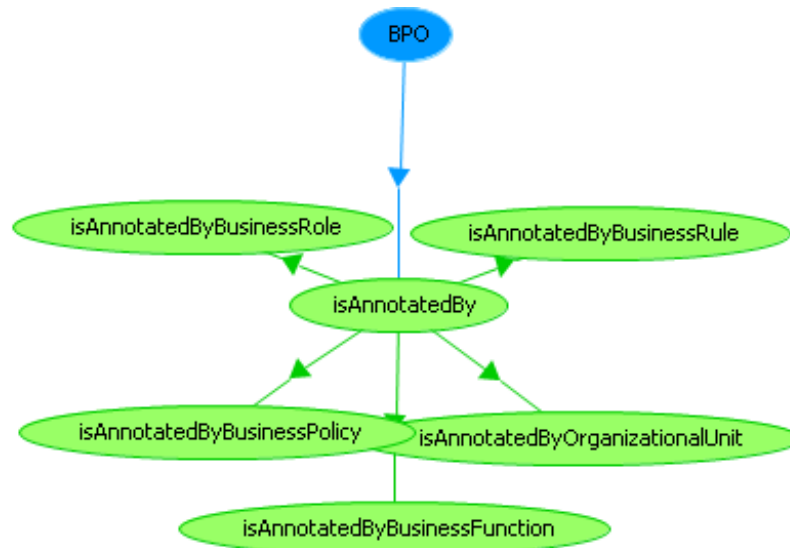 BPO
isAnnotatedByBusinessRole
isAnnotatedByBusinessRule
isAnnotatedBy
isAnnotatedByBusinessPolicy
isAnnotatedByOrganizationalUnit
isAnnotatedByBusinessFunction